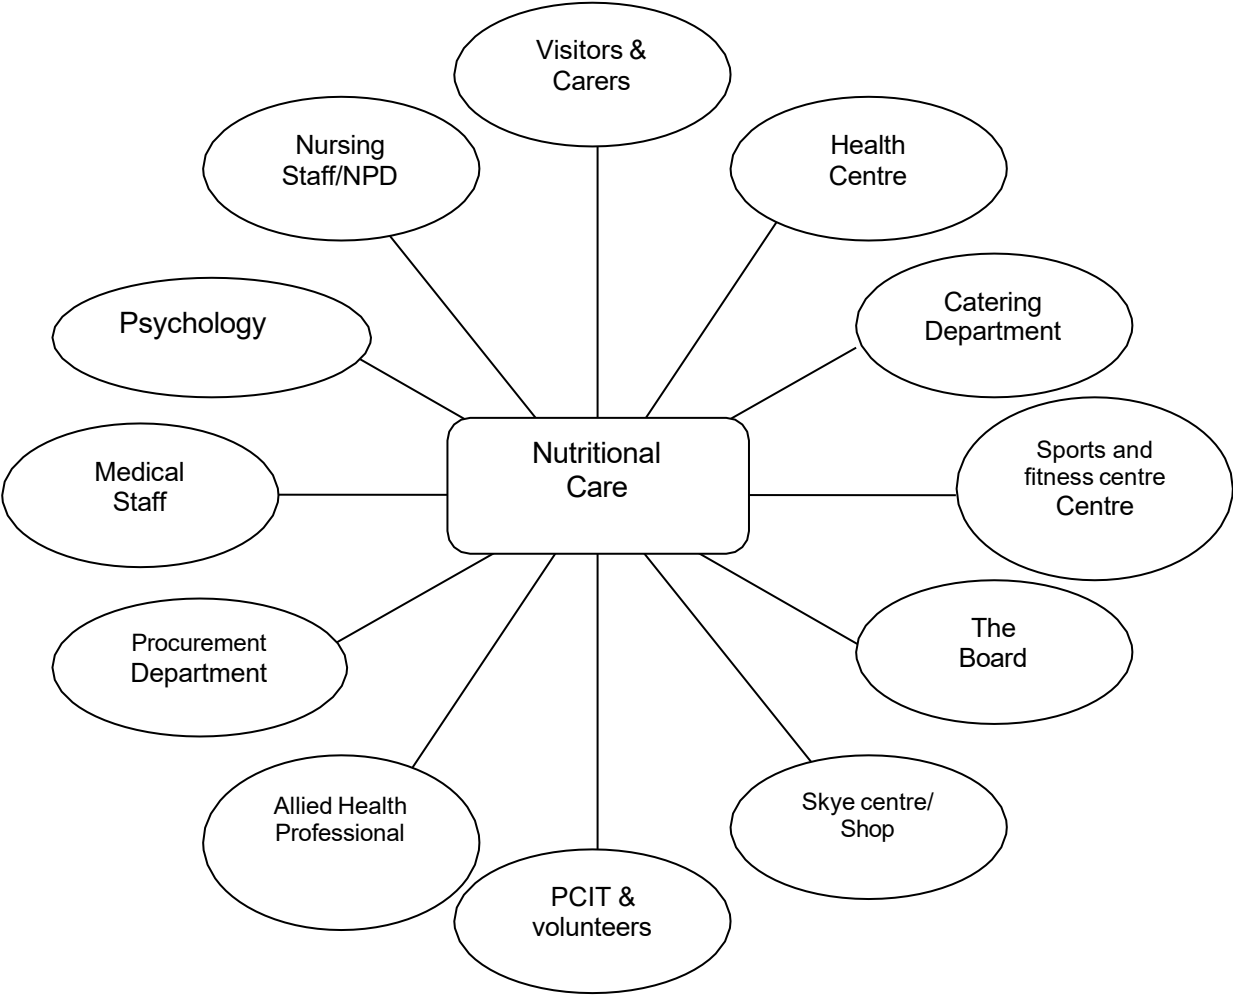 Visitors &
Carers
Nursing
Staff/NPD
Health
Centre
Psychology
Catering
Department
Medical
Staff
Nutritional
Care
Sports and
fitness centre
Centre
Procurement
Department
The
Board
Allied Health
Professional
Skye centre/
Shop
PCIT &
volunteers